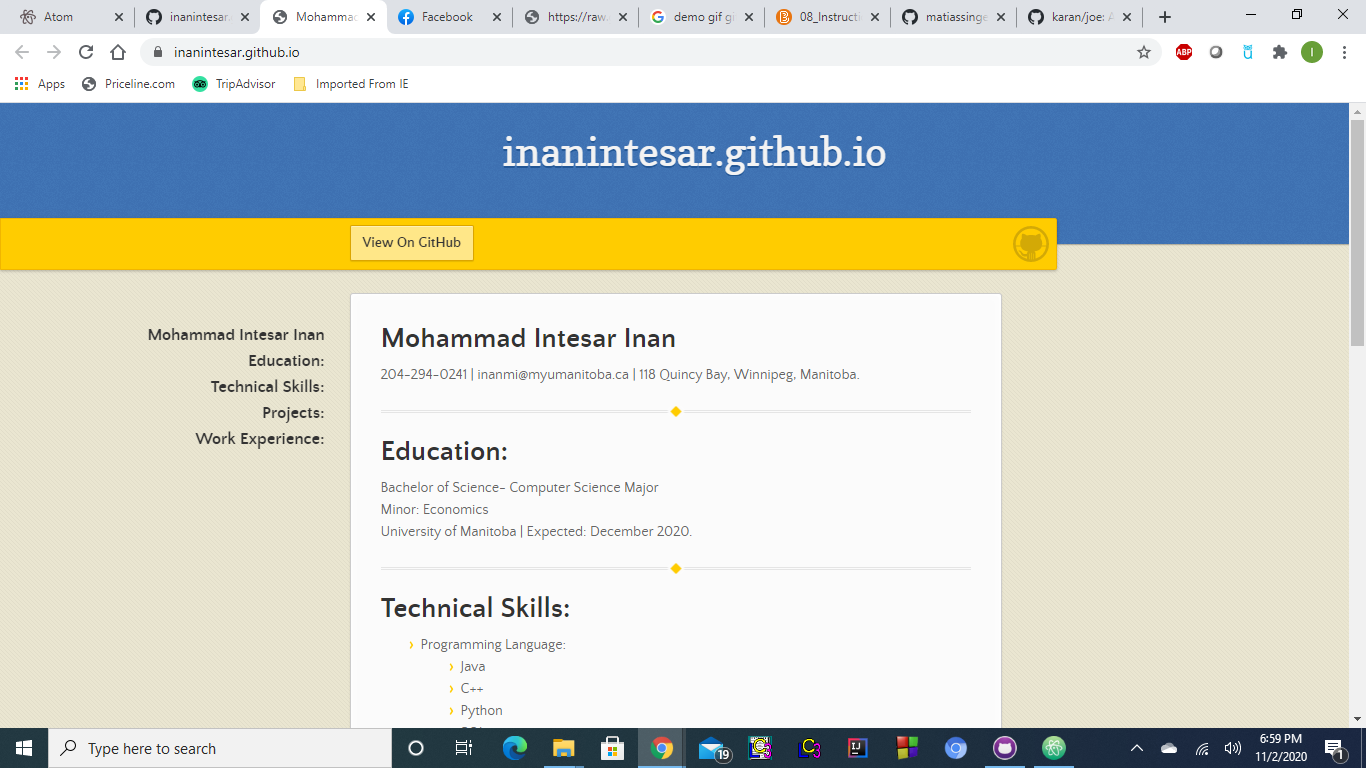 Atom
inanintesar.
Mohammad
Facebook
https://raw.
demo gif gi
08_Instructi
matiassinge
karan/joe: A
inanintesar.github.io
ABP
I
Apps
Priceline.com
TripAdvisor
Imported From IE
inanintesar.github.io
View On GitHub
Mohammad Intesar Inan
Education:
Technical Skills:
Projects:
Work Experience:
Mohammad Intesar Inan
204-294-0241 | inanmi@myumanitoba.ca | 118 Quincy Bay, Winnipeg, Manitoba.
Education:
Bachelor of Science- Computer Science Major
Minor: Economics
University of Manitoba | Expected: December 2020.
Technical Skills:
Programming Language:
Java
C++
Python
Type here to search
19
6:59 PM
11/2/2020
1